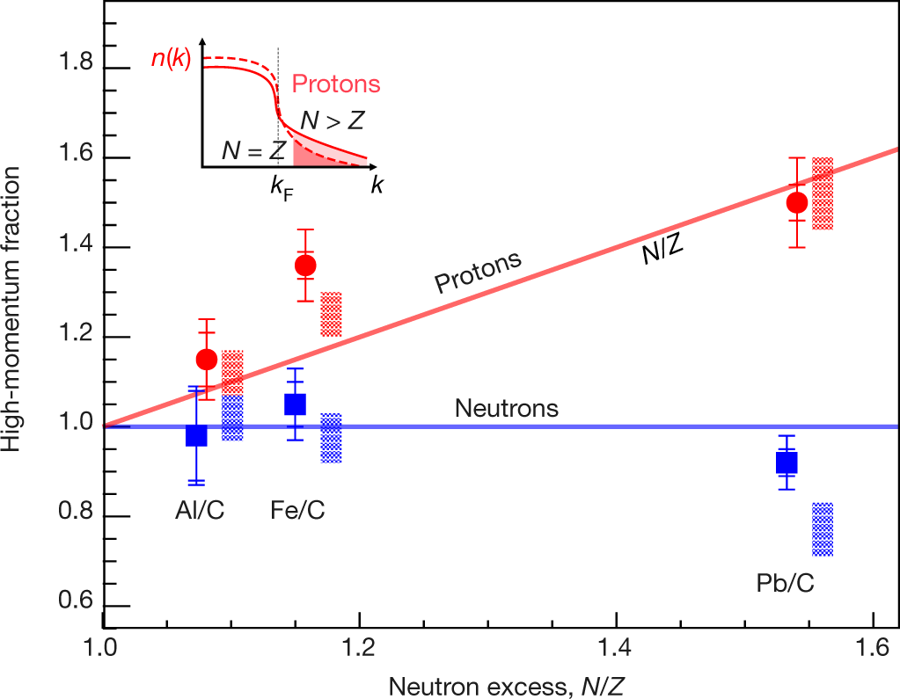 n(k)
Protons
N > Z
N = Z
kF
k
1.8
1.6
1.4
1.2
1.0
0.8
0.6
High-momentum fraction
Protons
N/Z
Neutrons
Al/C
Fe/C
Pb/C
1.0
1.2
1.4
1.6
Neutron excess, N/Z